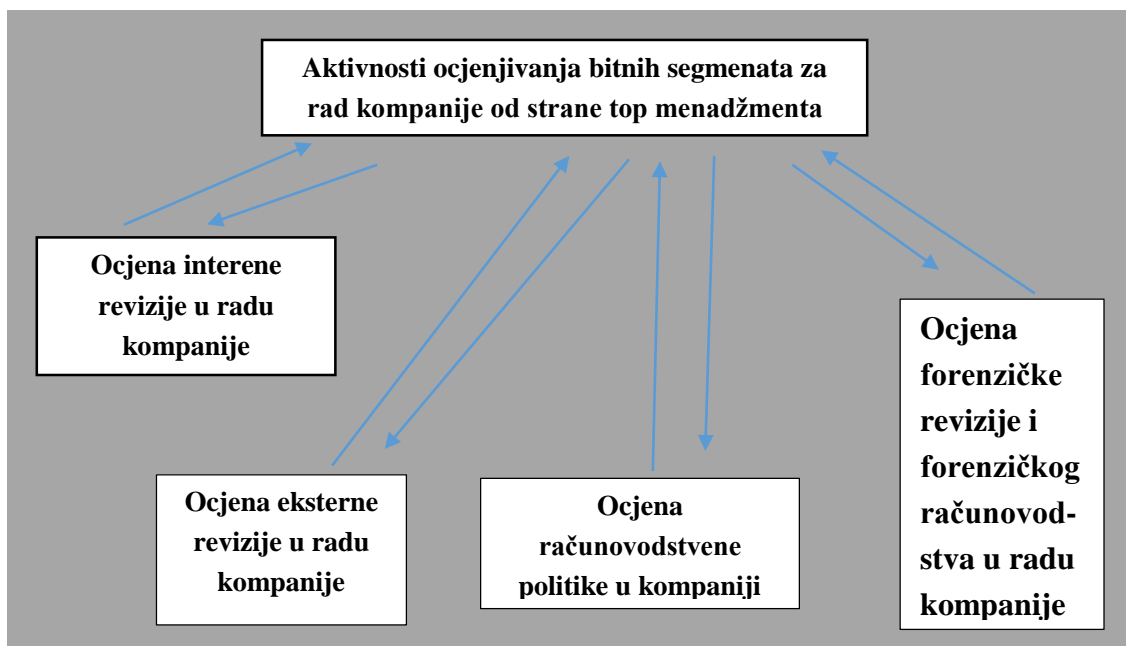 Aktivnosti ocjenjivanja bitnih segmenata za
rad kompanije od strane top menadžmenta
Ocjena interene
revizije u radu
kompanije
Ocjena eksterne
revizije u radu
kompanije
Ocjena
računovodstvene
politike u kompaniji
Ocjena
forenzičke
revizije i
forenzičkog
računovod-
stva u radu
kompanije